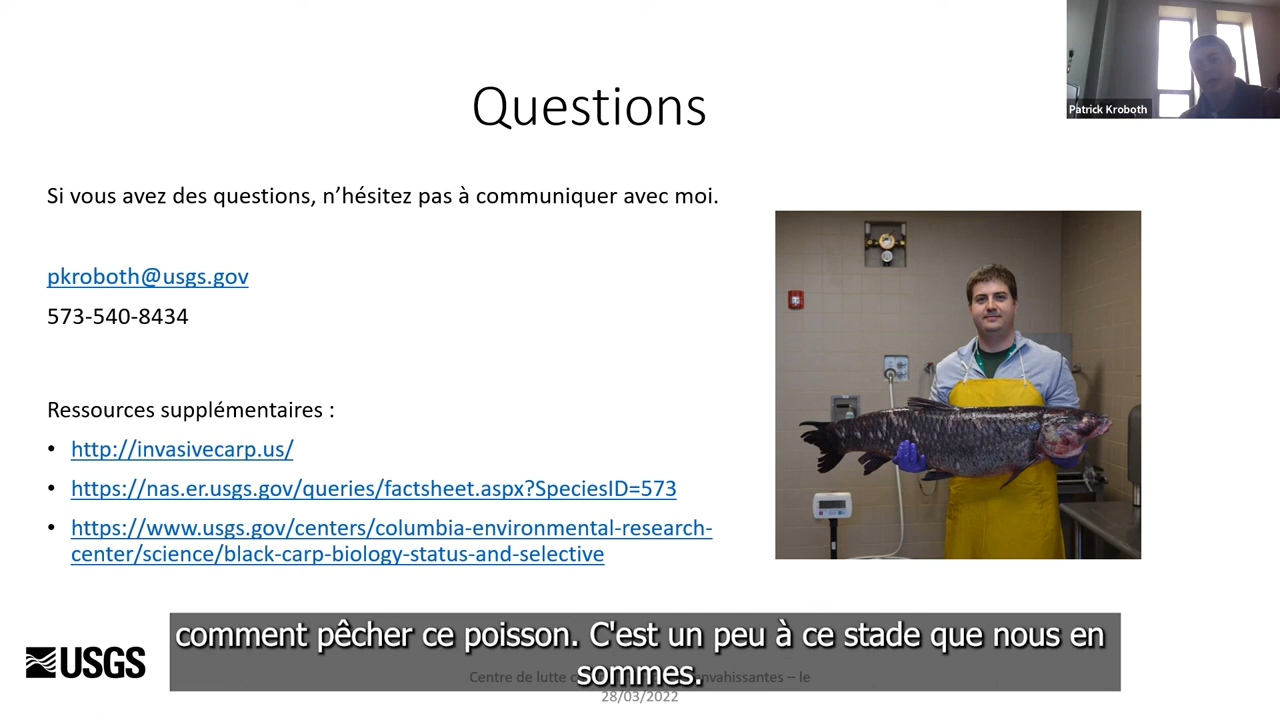 Patrick Kroboth
Questions
Si vous avez des questions, n’hésitez pas à communiquer avec moi.
pkroboth@usgs.gov
573-540-8434
Ressources supplémentaires :
• http://invasivecarp.us/
• https://nas.er.usgs.gov/queries/factsheet.aspx?SpeciesID=573
• https://www.usgs.gov/centers/columbia-environmental-research-
center/science/black-carp-biology-status-and-selective
USGS
comment pêcher ce poisson. C'est un peu à ce stade que nous en
sommes.
Centre de lutte envahissantes – le
28/03/2022